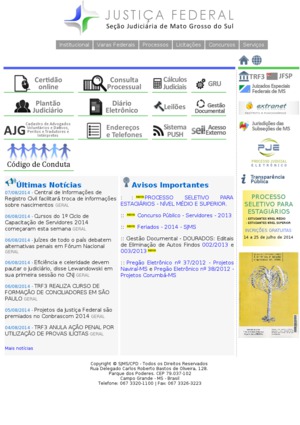 JUSTIÇA FEDERAL
Seção Judiciária de Mato Grosso do Sul
Institucional Varas Federais Processos Licitações Concursos Serviços
Certidão online
Consulta Processual
Cálculos Judiciais
GRU
Plantão Judiciário
Diário Eletrônico
Leilões
Gestão Documental
AJG
Endereços e Telefones
Sistema PUSH
Acesso Externo
Código de Conduta
TRF3 JFSP
Juizados Especiais Federais de MS
extranet
Jurisdições das Subseções de MS
PJE
Transparência Pública
PROCESSO SELETIVO PARA ESTAGIÁRIOS
INSCRIÇÕES GRATUITAS
14 a 25 de julho de 2014
Últimas Notícias
07/08/2014 - Central de Informações de Registro Civil facilitará troca de informações sobre nascimentos GERAL
06/08/2014 - Cursos do 1º Ciclo de Capacitação de Servidores 2014 começaram esta semana GERAL
06/08/2014 - Juízes de todo o país debatem alternativas penais em Fórum Nacional GERAL
06/08/2014 - Eficiência e celeridade devem pautar o judiciário, disse Lewandowski em sua primeira sessão no CNJ GERAL
05/08/2014 - TRF3 REALIZA CURSO DE FORMAÇÃO DE CONCILIADORES EM SÃO PAULO GERAL
05/08/2014 - Projetos da Justiça Federal são premiados no Conbrascom 2014 GERAL
04/08/2014 - TRF3 ANULA AÇÃO PENAL POR UTILIZAÇÃO DE PROVAS ILÍCITAS GERAL
Mais notícias
Avisos Importantes
PROCESSO SELETIVO PARA ESTAGIÁRIOS - NÍVEL MÉDIO E SUPERIOR
Concurso Público - Servidores - 2013
Feriados - 2014 - SJMS
Gestão Documental - DOURADOS: Editais de Eliminação de Autos Findos 002/2013 e 003/2013
Pregão Eletrônico nº 37/2012 - Projetos Naviraí-MS e Pregão Eletrônico nº 38/2012 - Projetos Corumbá-MS
Copyright © SJMS/CPD - Todos os Direitos Reservados
Rua Delegado Carlos Roberto Bastos de Oliveira, 128.
Parque dos Poderes. CEP 79.037-102
Campo Grande - MS - Brasil
Telefone: 067 3320-1100 | Fax: 067 3326-3223